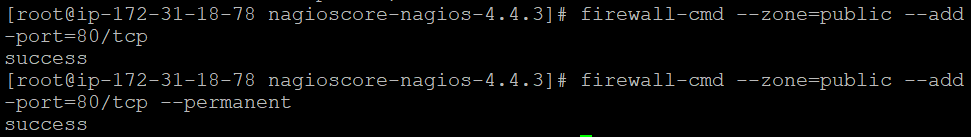 [root@ip-172-31-18-78 nagioscore-nagios-4.4.3]# firewall-cmd --zone=public --add
-port=80/tcp
success
[root@ip-172-31-18-78 nagioscore-nagios-4.4.3]# firewall-cmd --zone=public --add
-port=80/tcp --permanent
success